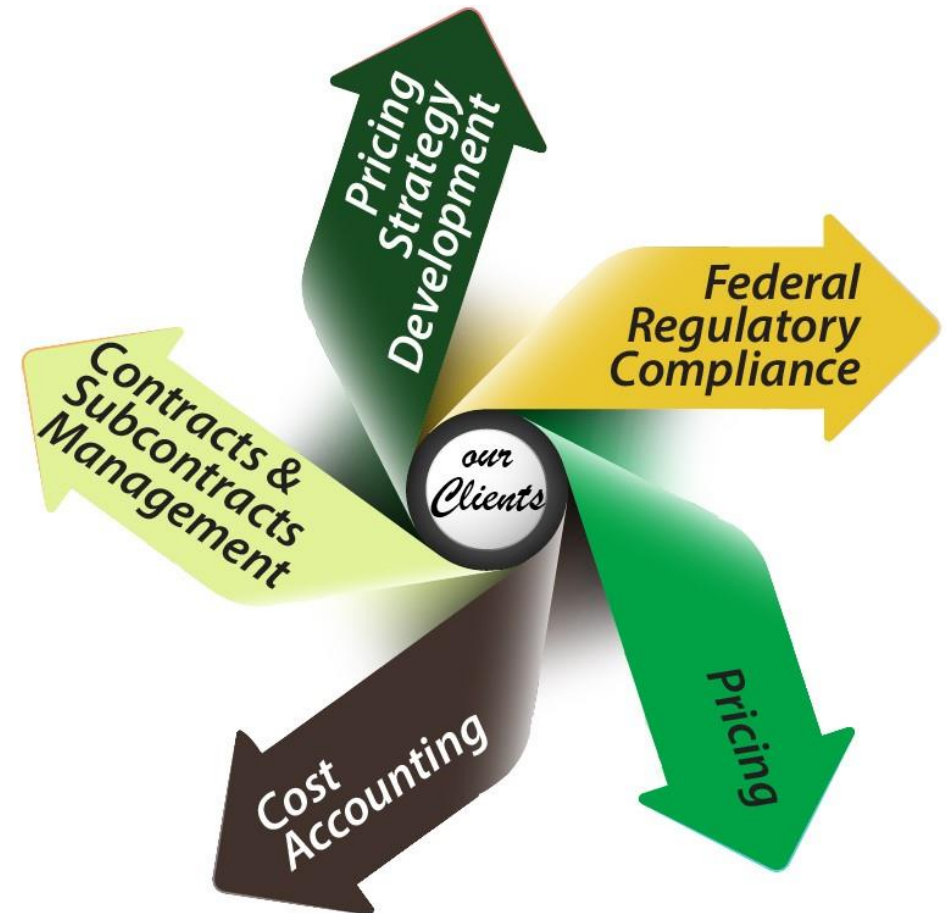 Pricing
Strategy
Development
Federal
Regulatory
Compliance
Contracts &
Subcontracts
Management
our
Clients
Pricing
Cost
Accounting